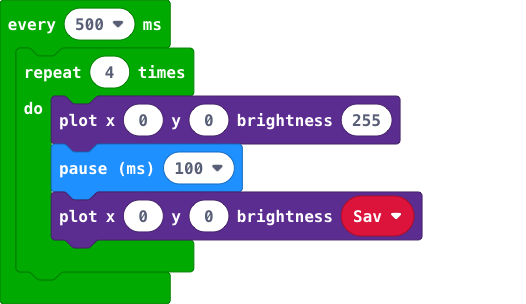 every 500 ms
repeat 4 times
do
plot x 0 y 0 brightness 255
pause (ms) 100
plot x 0 y 0 brightness Sav